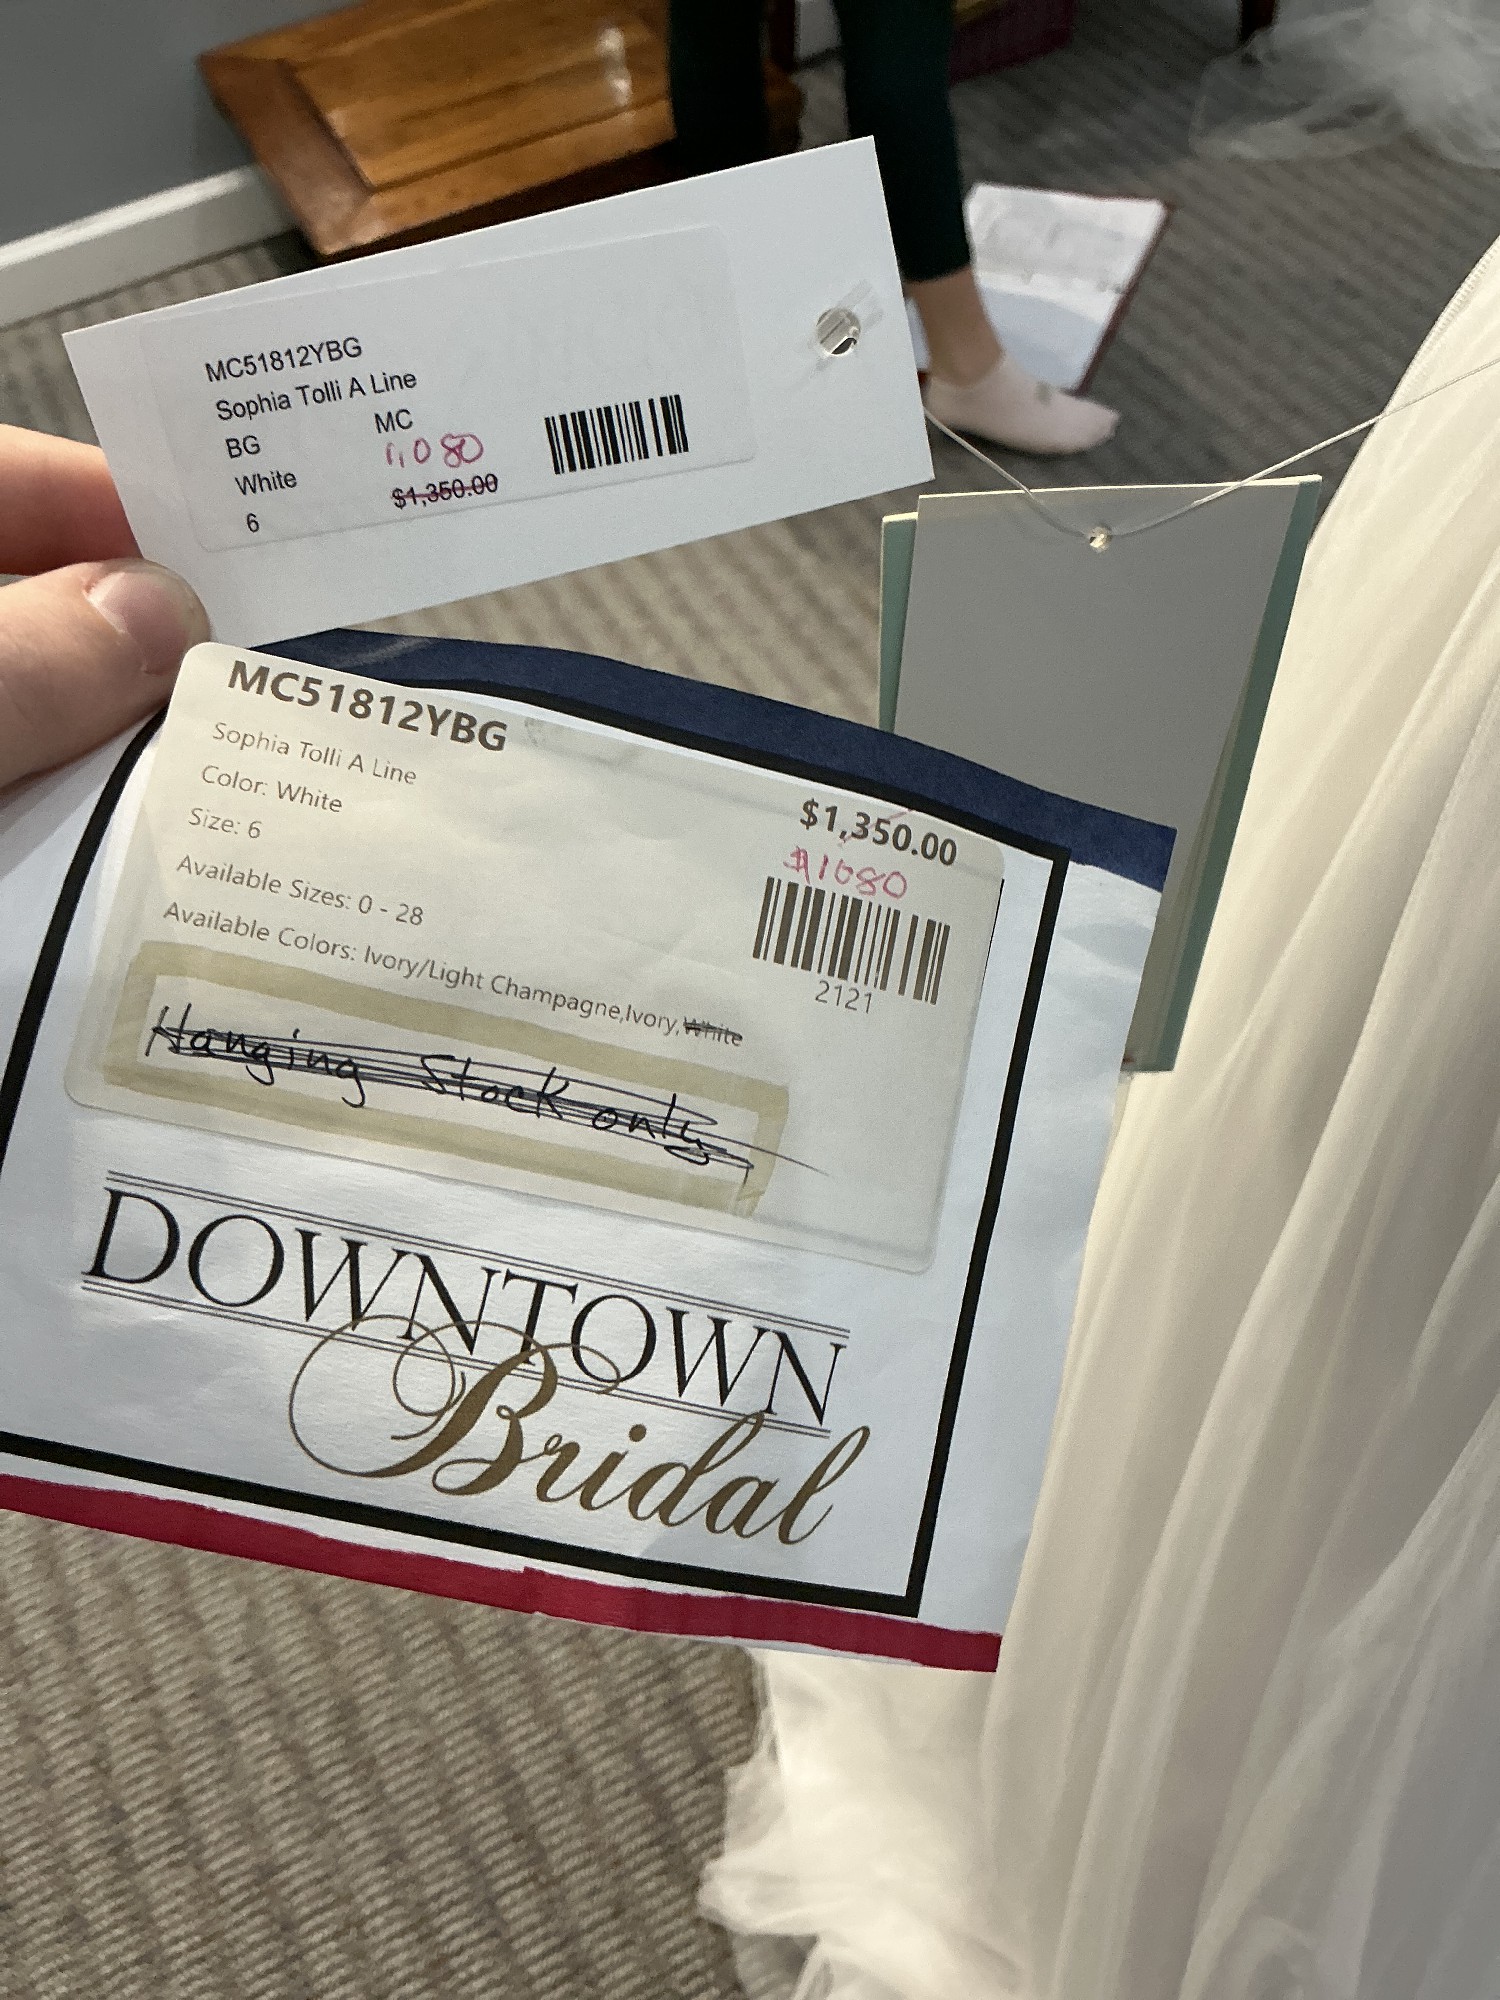 MC51812YBG
Sophia Tolli A Line
BG MC
White 1,080
6 $1,350.00
MC51812YBG
Sophia Tolli A Line
Color: White
Size: 6
Available Sizes: 0 - 28
Available Colors: Ivory/Light Champagne,Ivory,White
$1,350.00
$1080
2121
Hanging Stock only
DOWNTOWN
Bridal